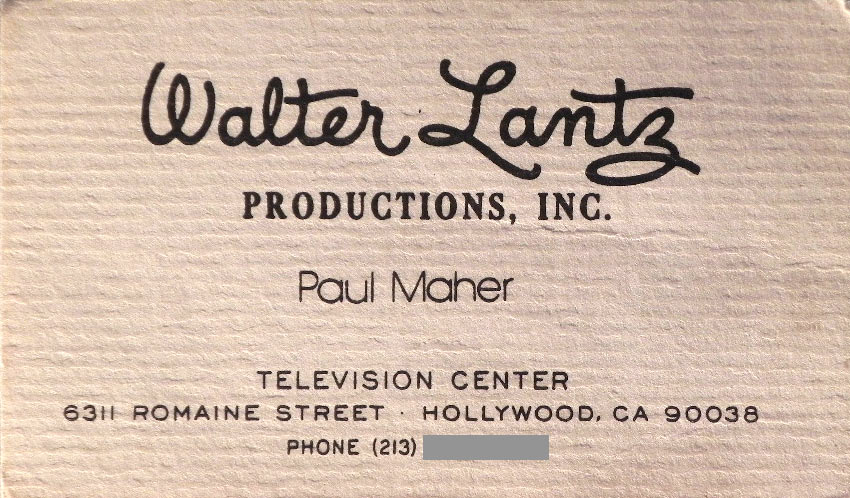 Walter Lantz
PRODUCTIONS, INC.
Paul Maher
TELEVISION CENTER
6311 ROMAINE STREET · HOLLYWOOD, CA 90038
PHONE (213)